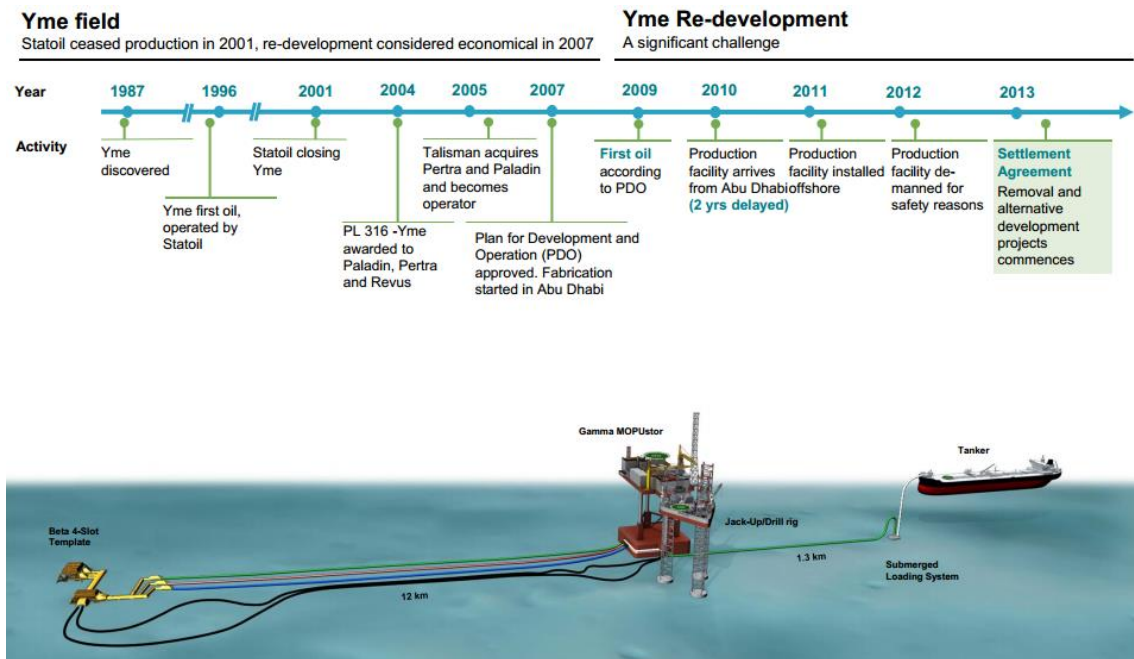 Yme field
Statoil ceased production in 2001, re-development considered economical in 2007
Yme Re-development
A significant challenge
Year
1987
1996
2001
2004
2005
2007
2009
2010
2011
2012
2013
Activity
Yme
discovered
Yme first oil,
operated by
Statoil
Statoil closing
Yme
PL 316 -Yme
awarded to
Paladin, Pertra
and Revus
Talisman acquires
Pertra and Paladin
and becomes
operator
Plan for Development and
Operation (PDO)
approved. Fabrication
started in Abu Dhabi
First oil
according
to PDO
Production
facility arrives
from Abu Dhabi
(2 yrs delayed)
Production
facility installed
offshore
Production
facility de-
manned for
safety reasons
Settlement
Agreement
Removal and
alternative
development
projects
commences
Gamma MOPUstor
Tanker
Beta 4-Slot
Template
Jack-Up/Drill rig
1.3 km
Submerged
Loading System
12 km